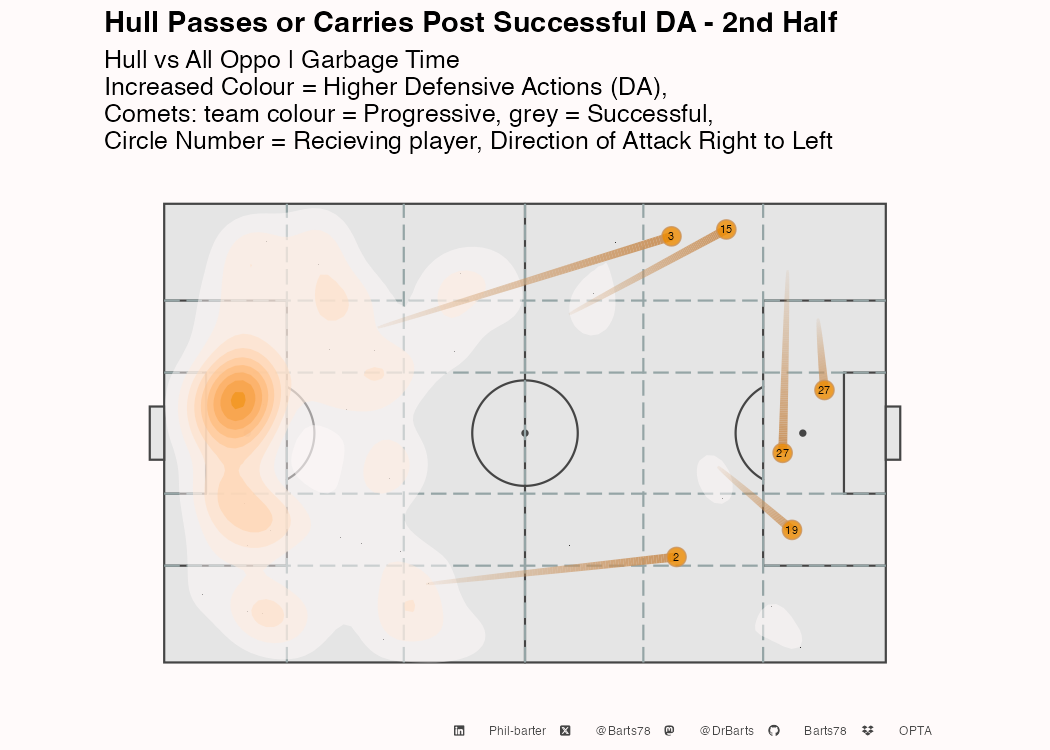 Hull Passes or Carries Post Successful DA - 2nd Half
Hull vs All Oppo | Garbage Time
Increased Colour = Higher Defensive Actions (DA),
Comets: team colour = Progressive, grey = Successful,
Circle Number = Recieving player, Direction of Attack Right to Left
3
15
27
27
19
2
Phil-barter @Barts78 @DrBarts Barts78 OPTA